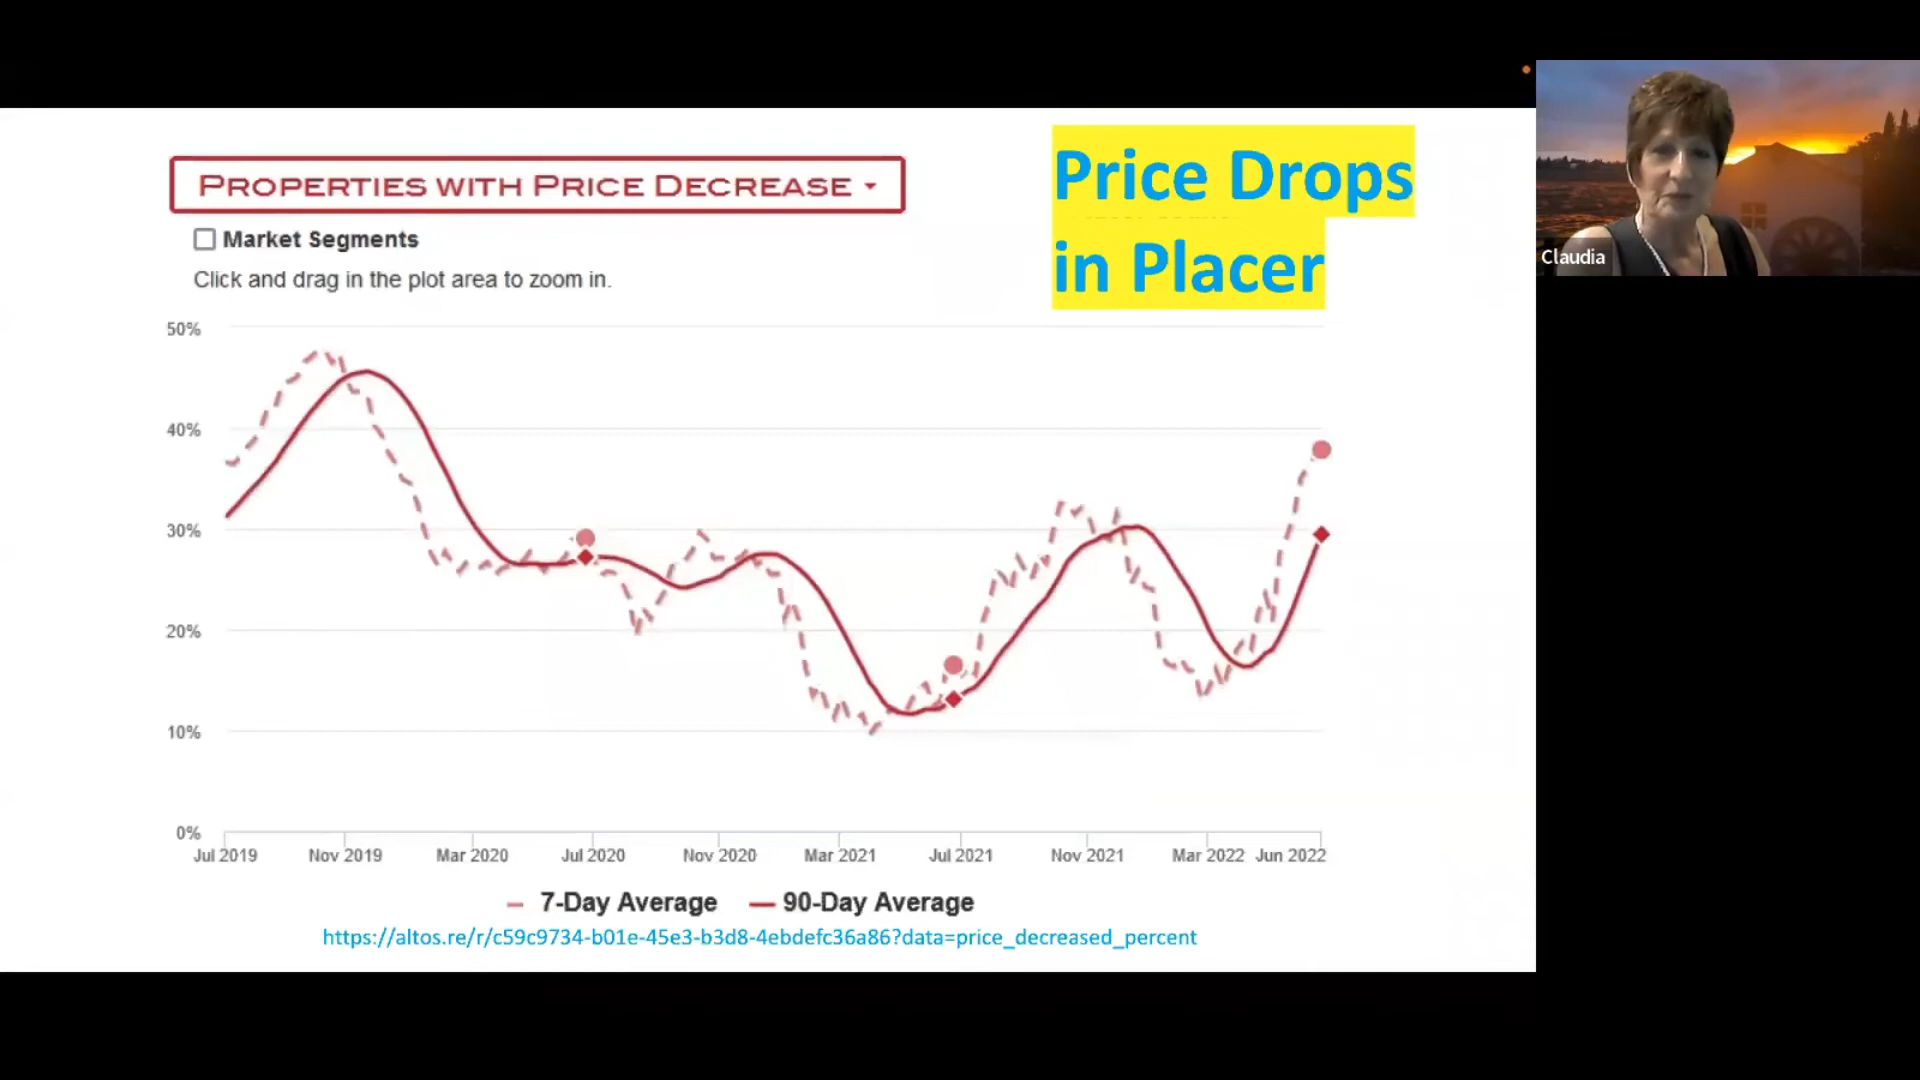 PROPERTIES WITH PRICE DECREASE
Price Drops
in Placer
Market Segments
Click and drag in the plot area to zoom in.
50%
40%
30%
20%
10%
0%
Jul 2019 Nov 2019 Mar 2020 Jul 2020 Nov 2020 Mar 2021 Jul 2021 Nov 2021 Mar 2022 Jun 2022
7-Day Average 90-Day Average
https://altos.re/r/c59c9734-b01e-45e3-b3d8-4ebdefc36a86?data=price_decreased_percent
Claudia